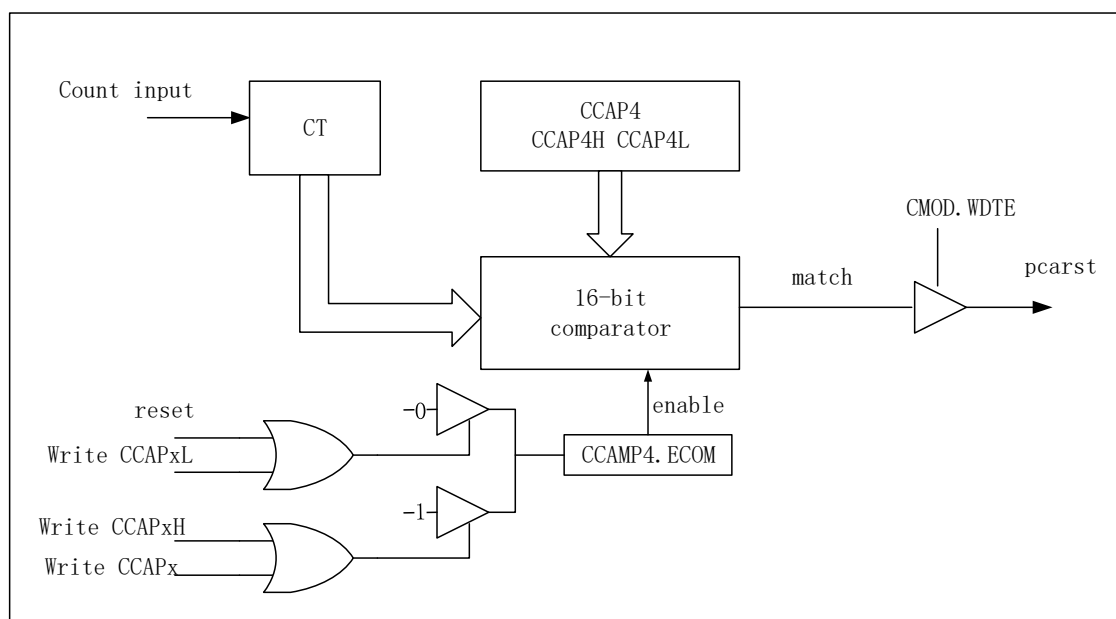 Count input
CT
CCAP4
CCAP4H CCAP4L
CMOD.WDTE
pcarst
match
16-bit
comparator
enable
reset
Write CCAPxL
0
CCAMP4.ECOM
1
Write CCAPxH
Write CCAPx